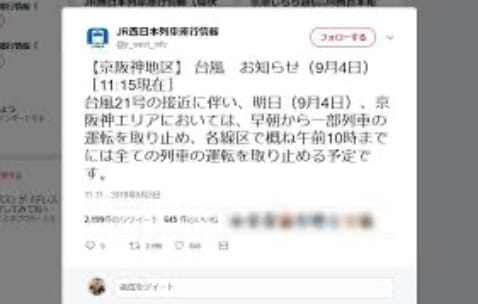 JR西日本列車運行情報
フォローする
【京阪神地区】 台風 お知らせ（9月4日）
［11:15現在］
台風21号の接近に伴い、明日（9月4日）、京
阪神エリアにおいては、早朝から一部列車の
運転を取り止め、各線区で概ね午前10時まで
には全ての列車の運転を取り止める予定で
す。
11:11 - 2018年9月3日
2,199件のリツイート 645件のいいね
返信をツイート